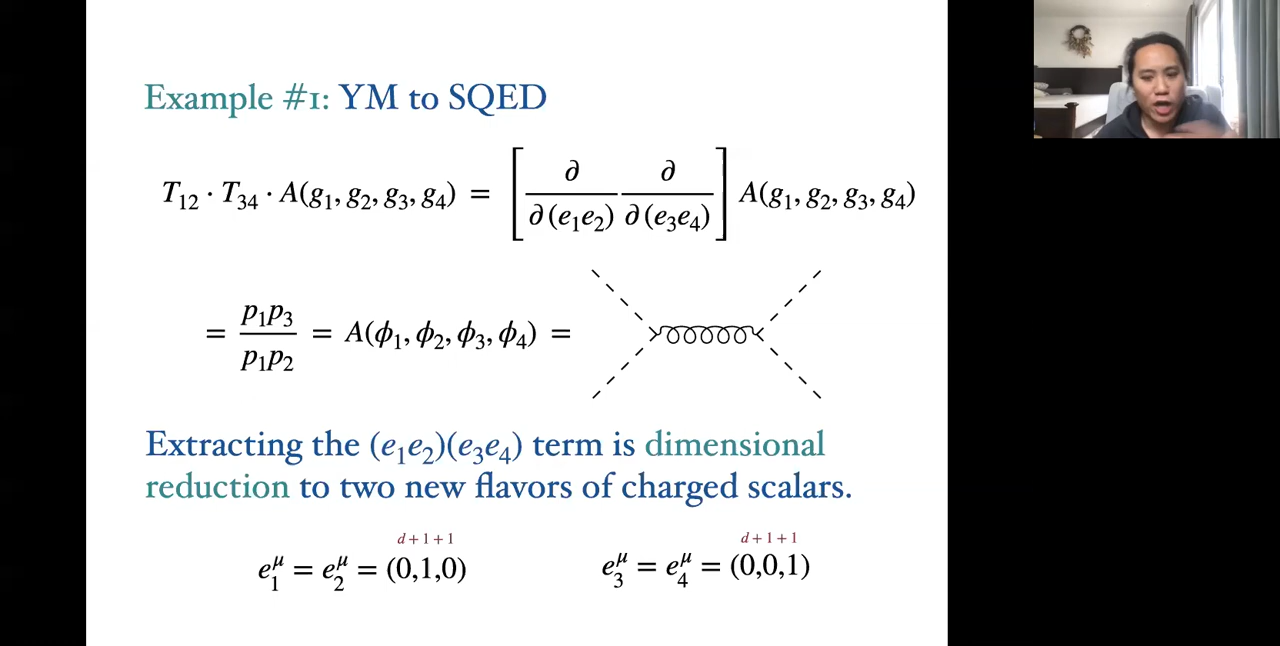 Example #1: YM to SQED
T₁₂ · T₃₄ · A(g₁, g₂, g₃, g₄) = [∂/∂(e₁e₂) ∂/∂(e₃e₄)] A(g₁, g₂, g₃, g₄)
= p₁p₃/p₁p₂ = A(ϕ₁, ϕ₂, ϕ₃, ϕ₄) =
Extracting the (e₁e₂)(e₃e₄) term is dimensional
reduction to two new flavors of charged scalars.
d+1+1 d+1+1
e₁^μ = e₂^μ = (0,1,0) e₃^μ = e₄^μ = (0,0,1)